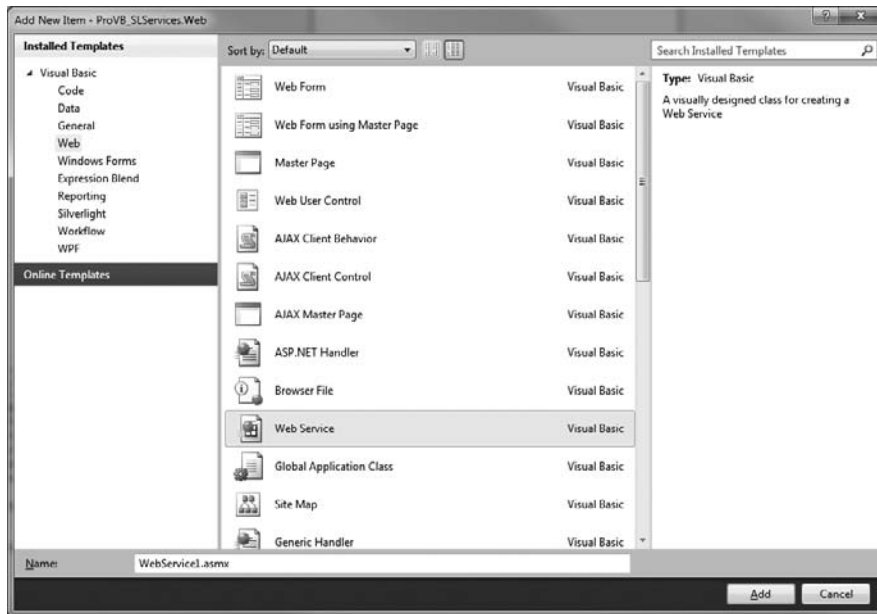 Add New Item - ProVB_SLServices.Web
Installed Templates
Visual Basic
Code
Data
General
Web
Windows Forms
Expression Blend
Reporting
Silverlight
Workflow
WPF
Online Templates
Sort by: Default
Web Form Visual Basic
Web Form using Master Page Visual Basic
Master Page Visual Basic
Web User Control Visual Basic
AJAX Client Behavior Visual Basic
AJAX Client Control Visual Basic
AJAX Master Page Visual Basic
ASP.NET Handler Visual Basic
Browser File Visual Basic
Web Service Visual Basic
Global Application Class Visual Basic
Site Map Visual Basic
Generic Handler Visual Basic
Search Installed Templates
Type: Visual Basic
A visually designed class for creating a
Web Service
Name: WebService1.asmx
Add Cancel